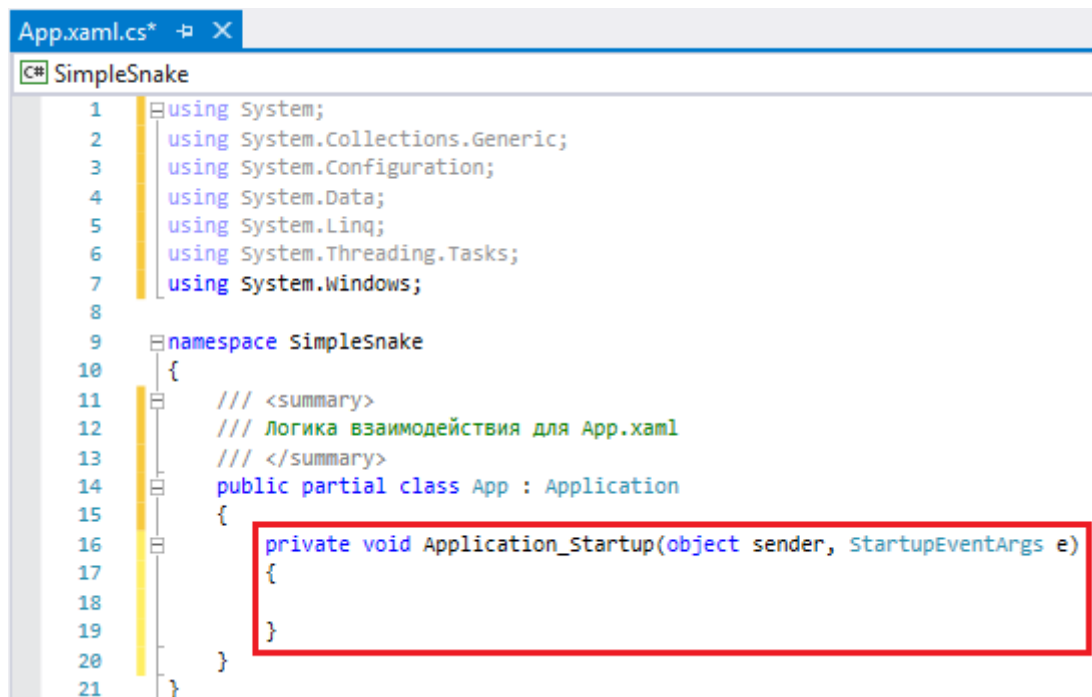 App.xaml.cs*
C# SimpleSnake
1 using System;
2 using System.Collections.Generic;
3 using System.Configuration;
4 using System.Data;
5 using System.Linq;
6 using System.Threading.Tasks;
7 using System.Windows;
8
9 namespace SimpleSnake
10 {
11 /// <summary>
12 /// Логика взаимодействия для App.xaml
13 /// </summary>
14 public partial class App : Application
15 {
16 private void Application_Startup(object sender, StartupEventArgs e)
17 {
18
19 }
20 }
21 }